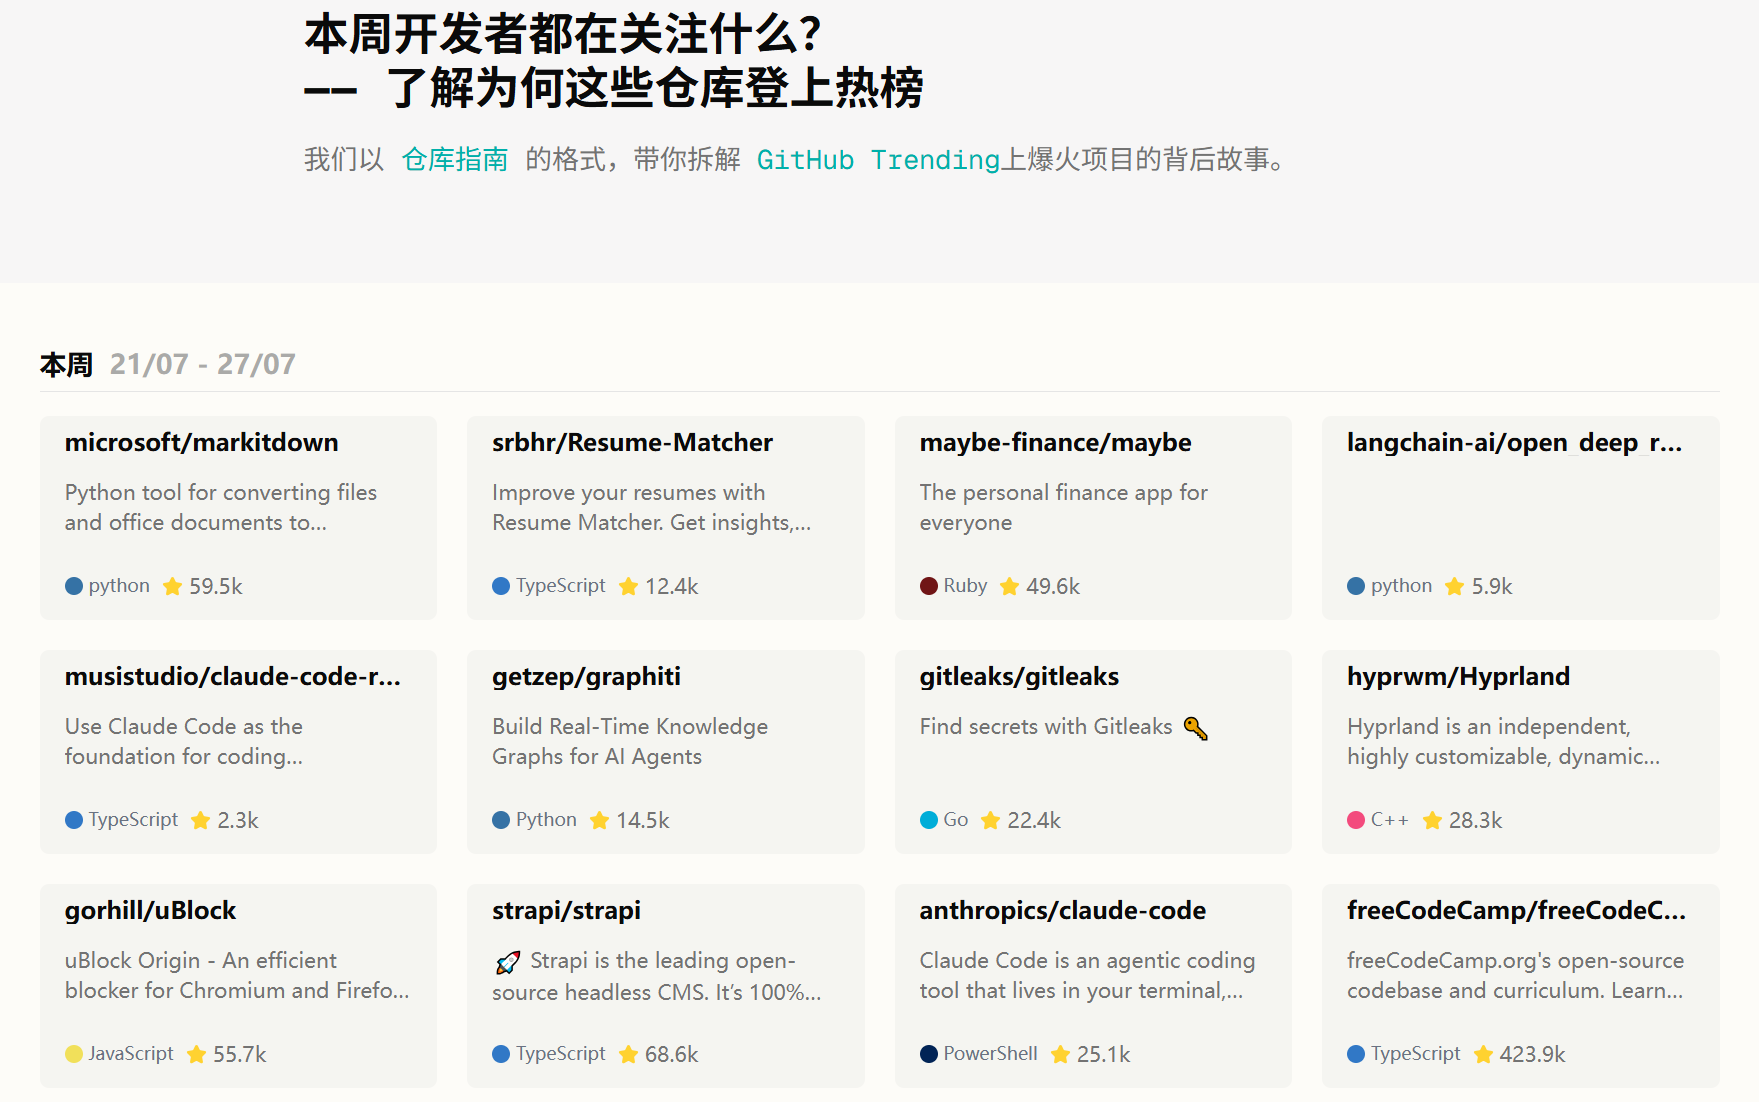 本周开发者都在关注什么？
—— 了解为何这些仓库登上热榜
我们以 仓库指南 的格式，带你拆解 GitHub Trending上爆火项目的背后故事。
本周 21/07 - 27/07
microsoft/markitdown
Python tool for converting files
and office documents to...
python 59.5k
srbhr/Resume-Matcher
Improve your resumes with
Resume Matcher. Get insights,...
TypeScript 12.4k
maybe-finance/maybe
The personal finance app for
everyone
Ruby 49.6k
langchain-ai/open_deep_r...
python 5.9k
musistudio/claude-code-r...
Use Claude Code as the
foundation for coding...
TypeScript 2.3k
getzep/graphiti
Build Real-Time Knowledge
Graphs for AI Agents
Python 14.5k
gitleaks/gitleaks
Find secrets with Gitleaks 🔑
Go 22.4k
hyprwm/Hyprland
Hyprland is an independent,
highly customizable, dynamic...
C++ 28.3k
gorhill/uBlock
uBlock Origin - An efficient
blocker for Chromium and Firefo...
JavaScript 55.7k
strapi/strapi
🚀 Strapi is the leading open-
source headless CMS. It’s 100%...
TypeScript 68.6k
anthropics/claude-code
Claude Code is an agentic coding
tool that lives in your terminal,...
PowerShell 25.1k
freeCodeCamp/freeCodeC...
freeCodeCamp.org's open-source
codebase and curriculum. Learn...
TypeScript 423.9k